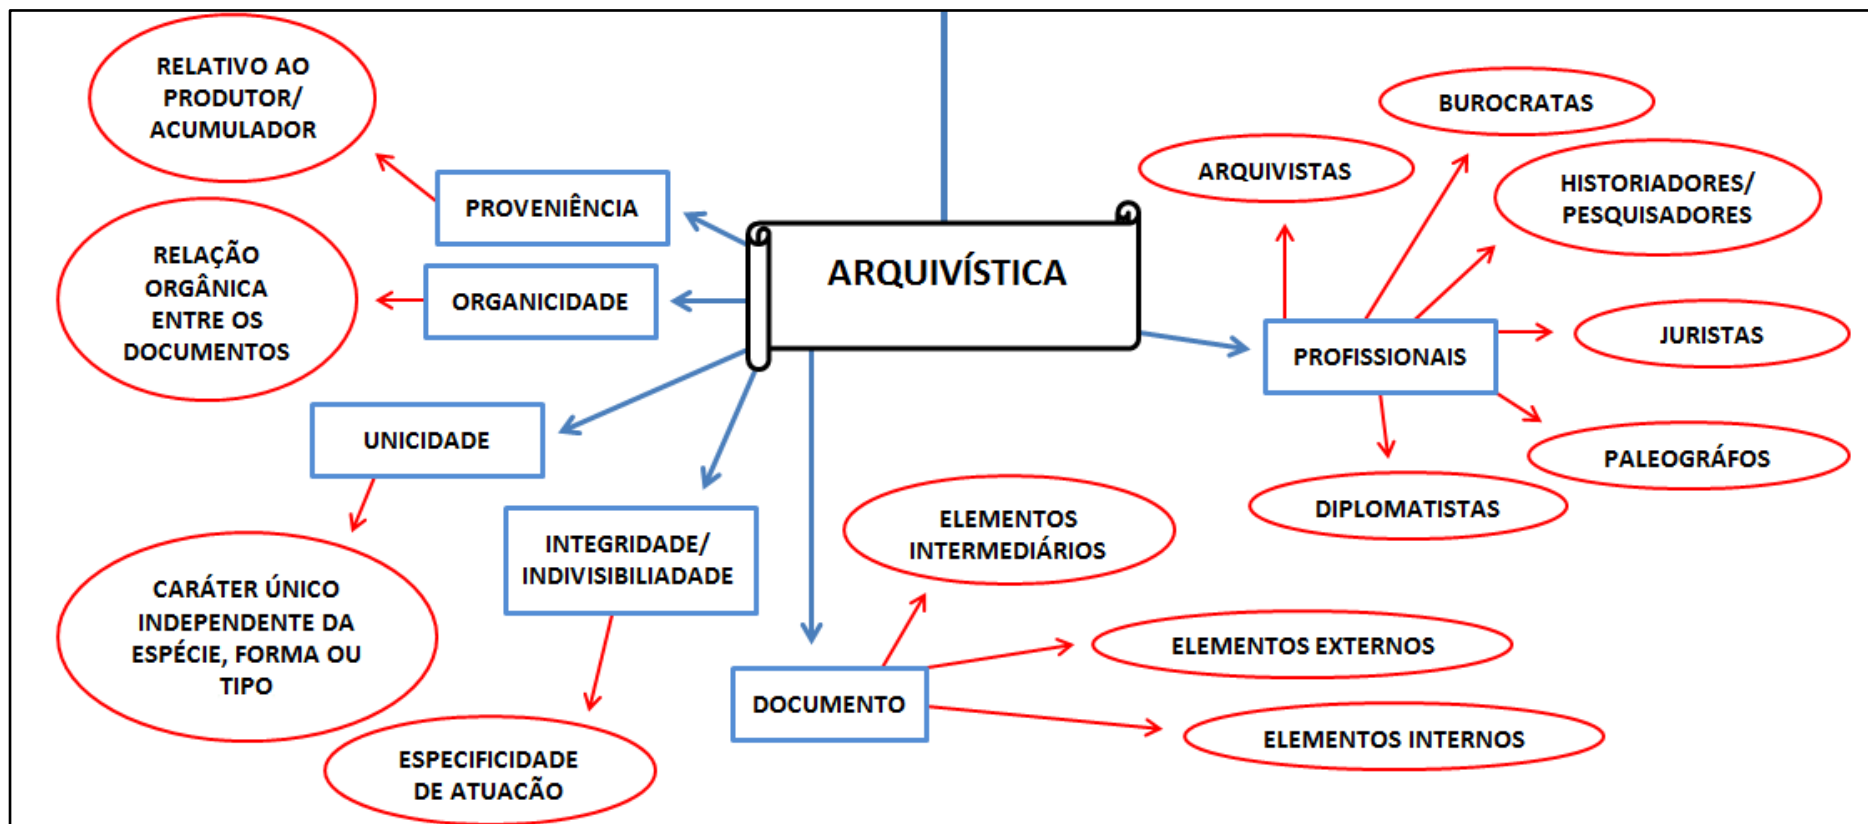 RELATIVO AO
PRODUTOR/
ACUMULADOR
PROVENIÊNCIA
RELAÇÃO
ORGÂNICA
ENTRE OS
DOCUMENTOS
ORGANICIDADE
ARQUIVÍSTICA
BUROCRATAS
ARQUIVISTAS
HISTORIADORES/
PESQUISADORES
JURISTAS
PROFISSIONAIS
PALEOGRÁFOS
DIPLOMATISTAS
UNICIDADE
CARÁTER ÚNICO
INDEPENDENTE DA
ESPÉCIE, FORMA OU
TIPO
INTEGRIDADE/
INDIVISIBILIADADE
ESPECIFICIDADE
DE ATUACÃO
ELEMENTOS
INTERMEDIÁRIOS
DOCUMENTO
ELEMENTOS EXTERNOS
ELEMENTOS INTERNOS